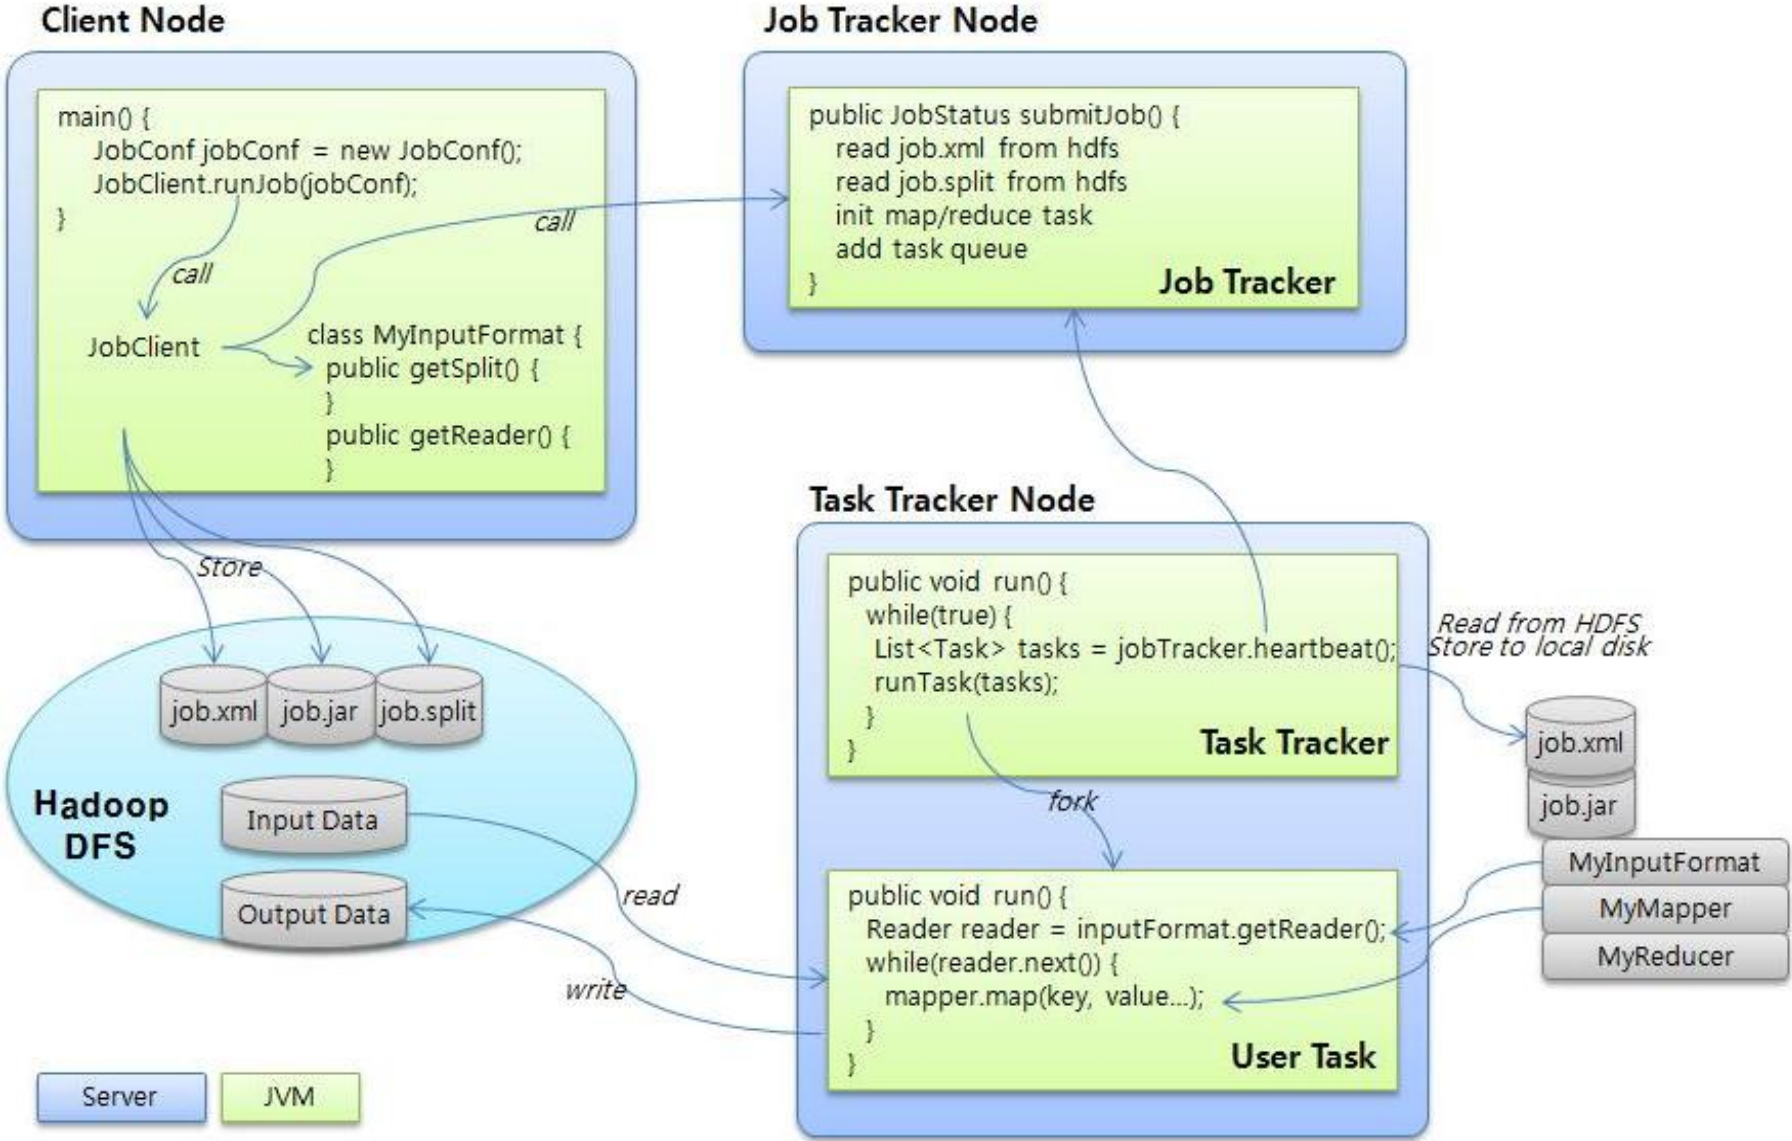 Client Node
main() {
JobConf jobConf = new JobConf();
JobClient.runJob(jobConf);
}
call
call
JobClient
class MyInputFormat {
public getSplit() {
}
public getReader() {
}
Job Tracker Node
public JobStatus submitJob() {
read job.xml from hdfs
read job.split from hdfs
init map/reduce task
add task queue
}
Job Tracker
Store
job.xml
job.jar
job.split
Hadoop
DFS
Input Data
Output Data
read
write
Task Tracker Node
public void run() {
while(true) {
List<Task> tasks = jobTracker.heartbeat();
runTask(tasks);
}
}
Task Tracker
fork
public void run() {
Reader reader = inputFormat.getReader();
while(reader.next()) {
mapper.map(key, value...);
}
}
User Task
Read from HDFS
Store to local disk
job.xml
job.jar
MyInputFormat
MyMapper
MyReducer
Server
JVM